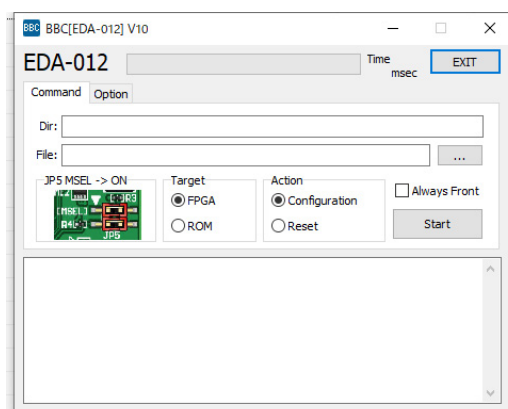 BBC BBC[EDA-012] V10
EDA-012
Time
msec
EXIT
Command Option
Dir:
File:
...
JP5 MSEL -> ON
JP5
Target
FPGA
ROM
Action
Configuration
Reset
Always Front
Start